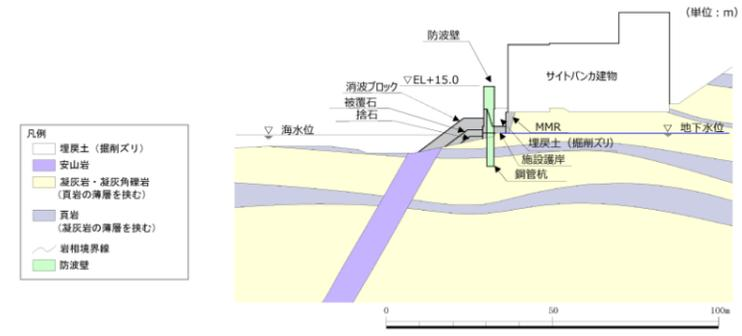 (単位：m)
防波壁
▽EL+15.0
消波ブロック
被覆石
捨石
サイトバンカ建物
▽ 海水位
MMR
▽ 地下水位
埋戻土（掘削ズリ）
施設護岸
鋼管杭
凡例
埋戻土（掘削ズリ）
安山岩
凝灰岩・凝灰角礫岩
（頁岩の薄層を挟む）
頁岩
（凝灰岩の薄層を挟む）
岩相境界線
防波壁
0 50 100m